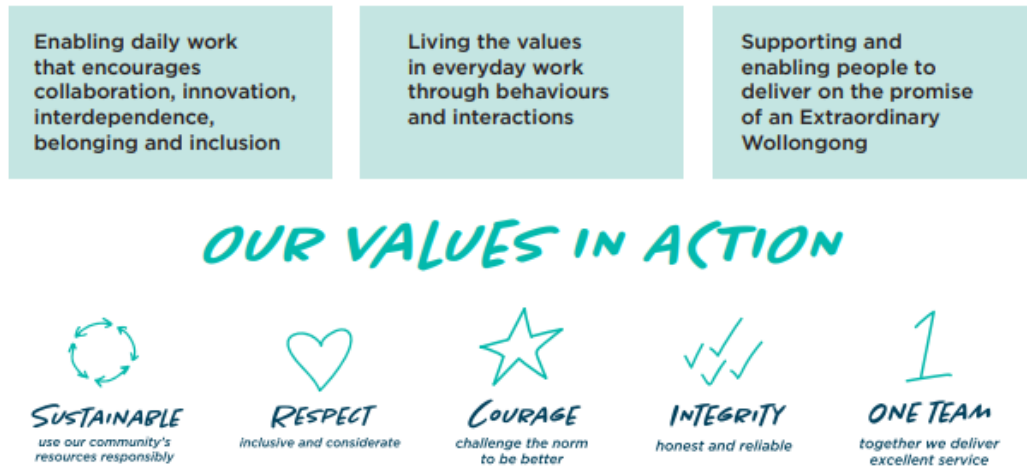 Enabling daily work
that encourages
collaboration, innovation,
interdependence,
belonging and inclusion
Living the values
in everyday work
through behaviours
and interactions
Supporting and
enabling people to
deliver on the promise
of an Extraordinary
Wollongong
OUR VALUES IN ACTION
1
SUSTAINABLE
use our community's
resources responsibly
RESPECT
inclusive and considerate
COURAGE
challenge the norm
to be better
INTEGRITY
honest and reliable
ONE TEAM
together we deliver
excellent service